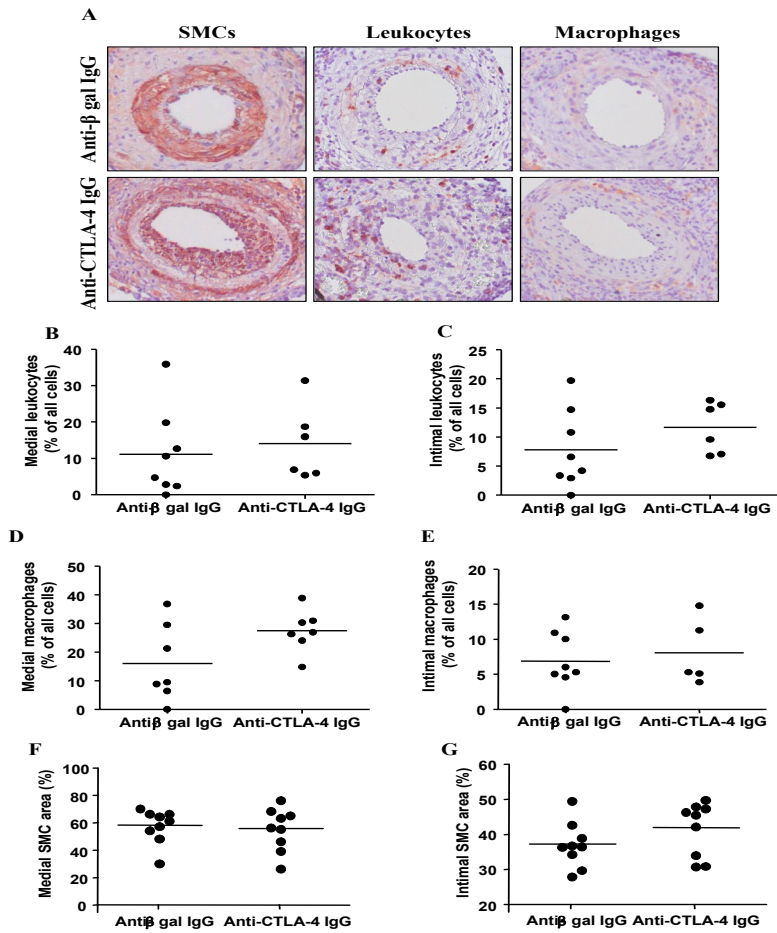 A
SMCs Leukocytes Macrophages
Anti-β gal IgG
Anti-CTLA-4 IgG
B
Medial leukocytes
(% of all cells)
40
30
20
10
0
Anti-β gal IgG Anti-CTLA-4 IgG
C
Intimal leukocytes
(% of all cells)
25
20
15
10
5
0
Anti-β gal IgG Anti-CTLA-4 IgG
D
Medial macrophages
(% of all cells)
50
40
30
20
10
0
Anti-β gal IgG Anti-CTLA-4 IgG
E
Intimal macrophages
(% of all cells)
20
15
10
5
0
Anti-β gal IgG Anti-CTLA-4 IgG
F
Medial SMC area (%)
100
80
60
40
20
0
Anti-β gal IgG Anti-CTLA-4 IgG
G
Intimal SMC area (%)
60
50
40
30
20
Anti-β gal IgG Anti-CTLA-4 IgG